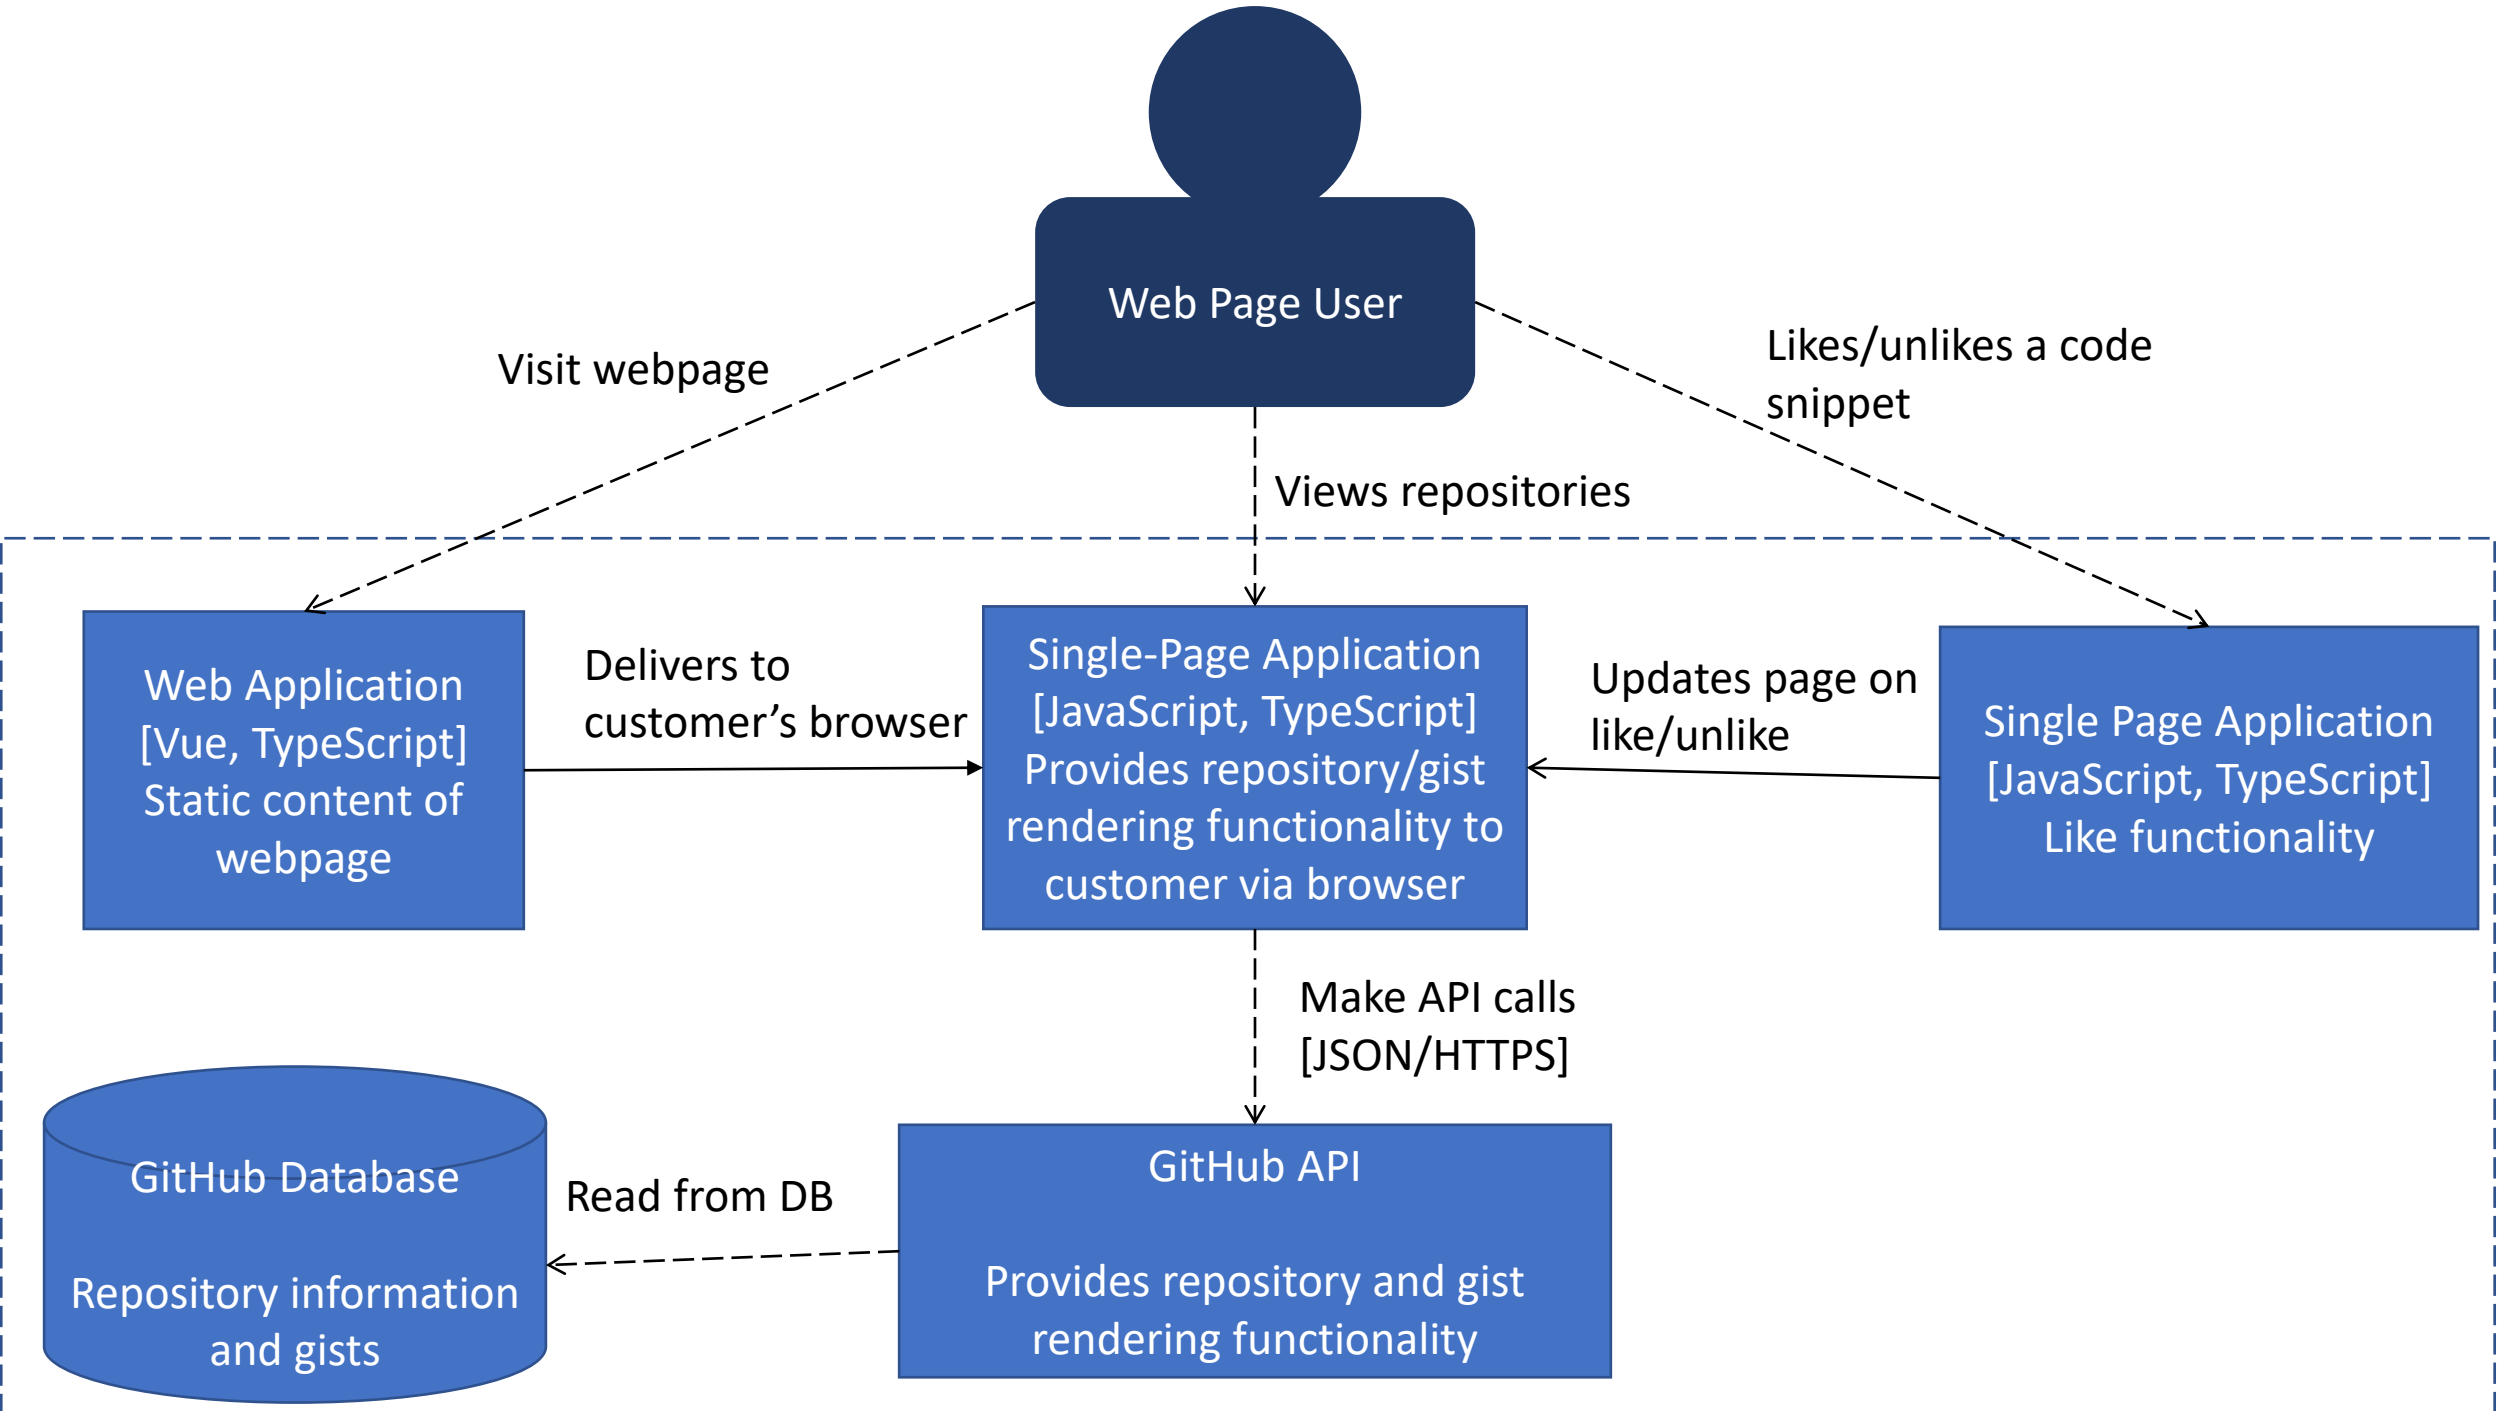 Web Page User
Visit webpage
Likes/unlikes a code
snippet
Views repositories
Web Application
[Vue, TypeScript]
Static content of
webpage
Delivers to
customer’s browser
Single-Page Application
[JavaScript, TypeScript]
Provides repository/gist
rendering functionality to
customer via browser
Updates page on
like/unlike
Single Page Application
[JavaScript, TypeScript]
Like functionality
Make API calls
[JSON/HTTPS]
GitHub Database
Repository information
and gists
Read from DB
GitHub API
Provides repository and gist
rendering functionality